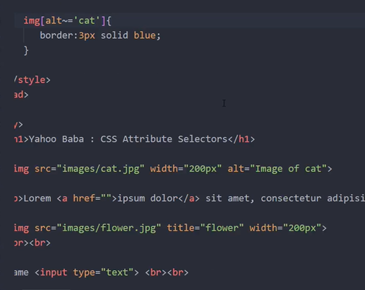 img[alt~='cat']{
border:3px solid blue;
}
/style>
ad>
y>
h1>Yahoo Baba : CSS Attribute Selectors</h1>
img src="images/cat.jpg" width="200px" alt="Image of cat">
p>Lorem <a href="">ipsum dolor</a> sit amet, consectetur adipisi
img src="images/flower.jpg" title="flower" width="200px">
br><br>
ame <input type="text"> <br><br>